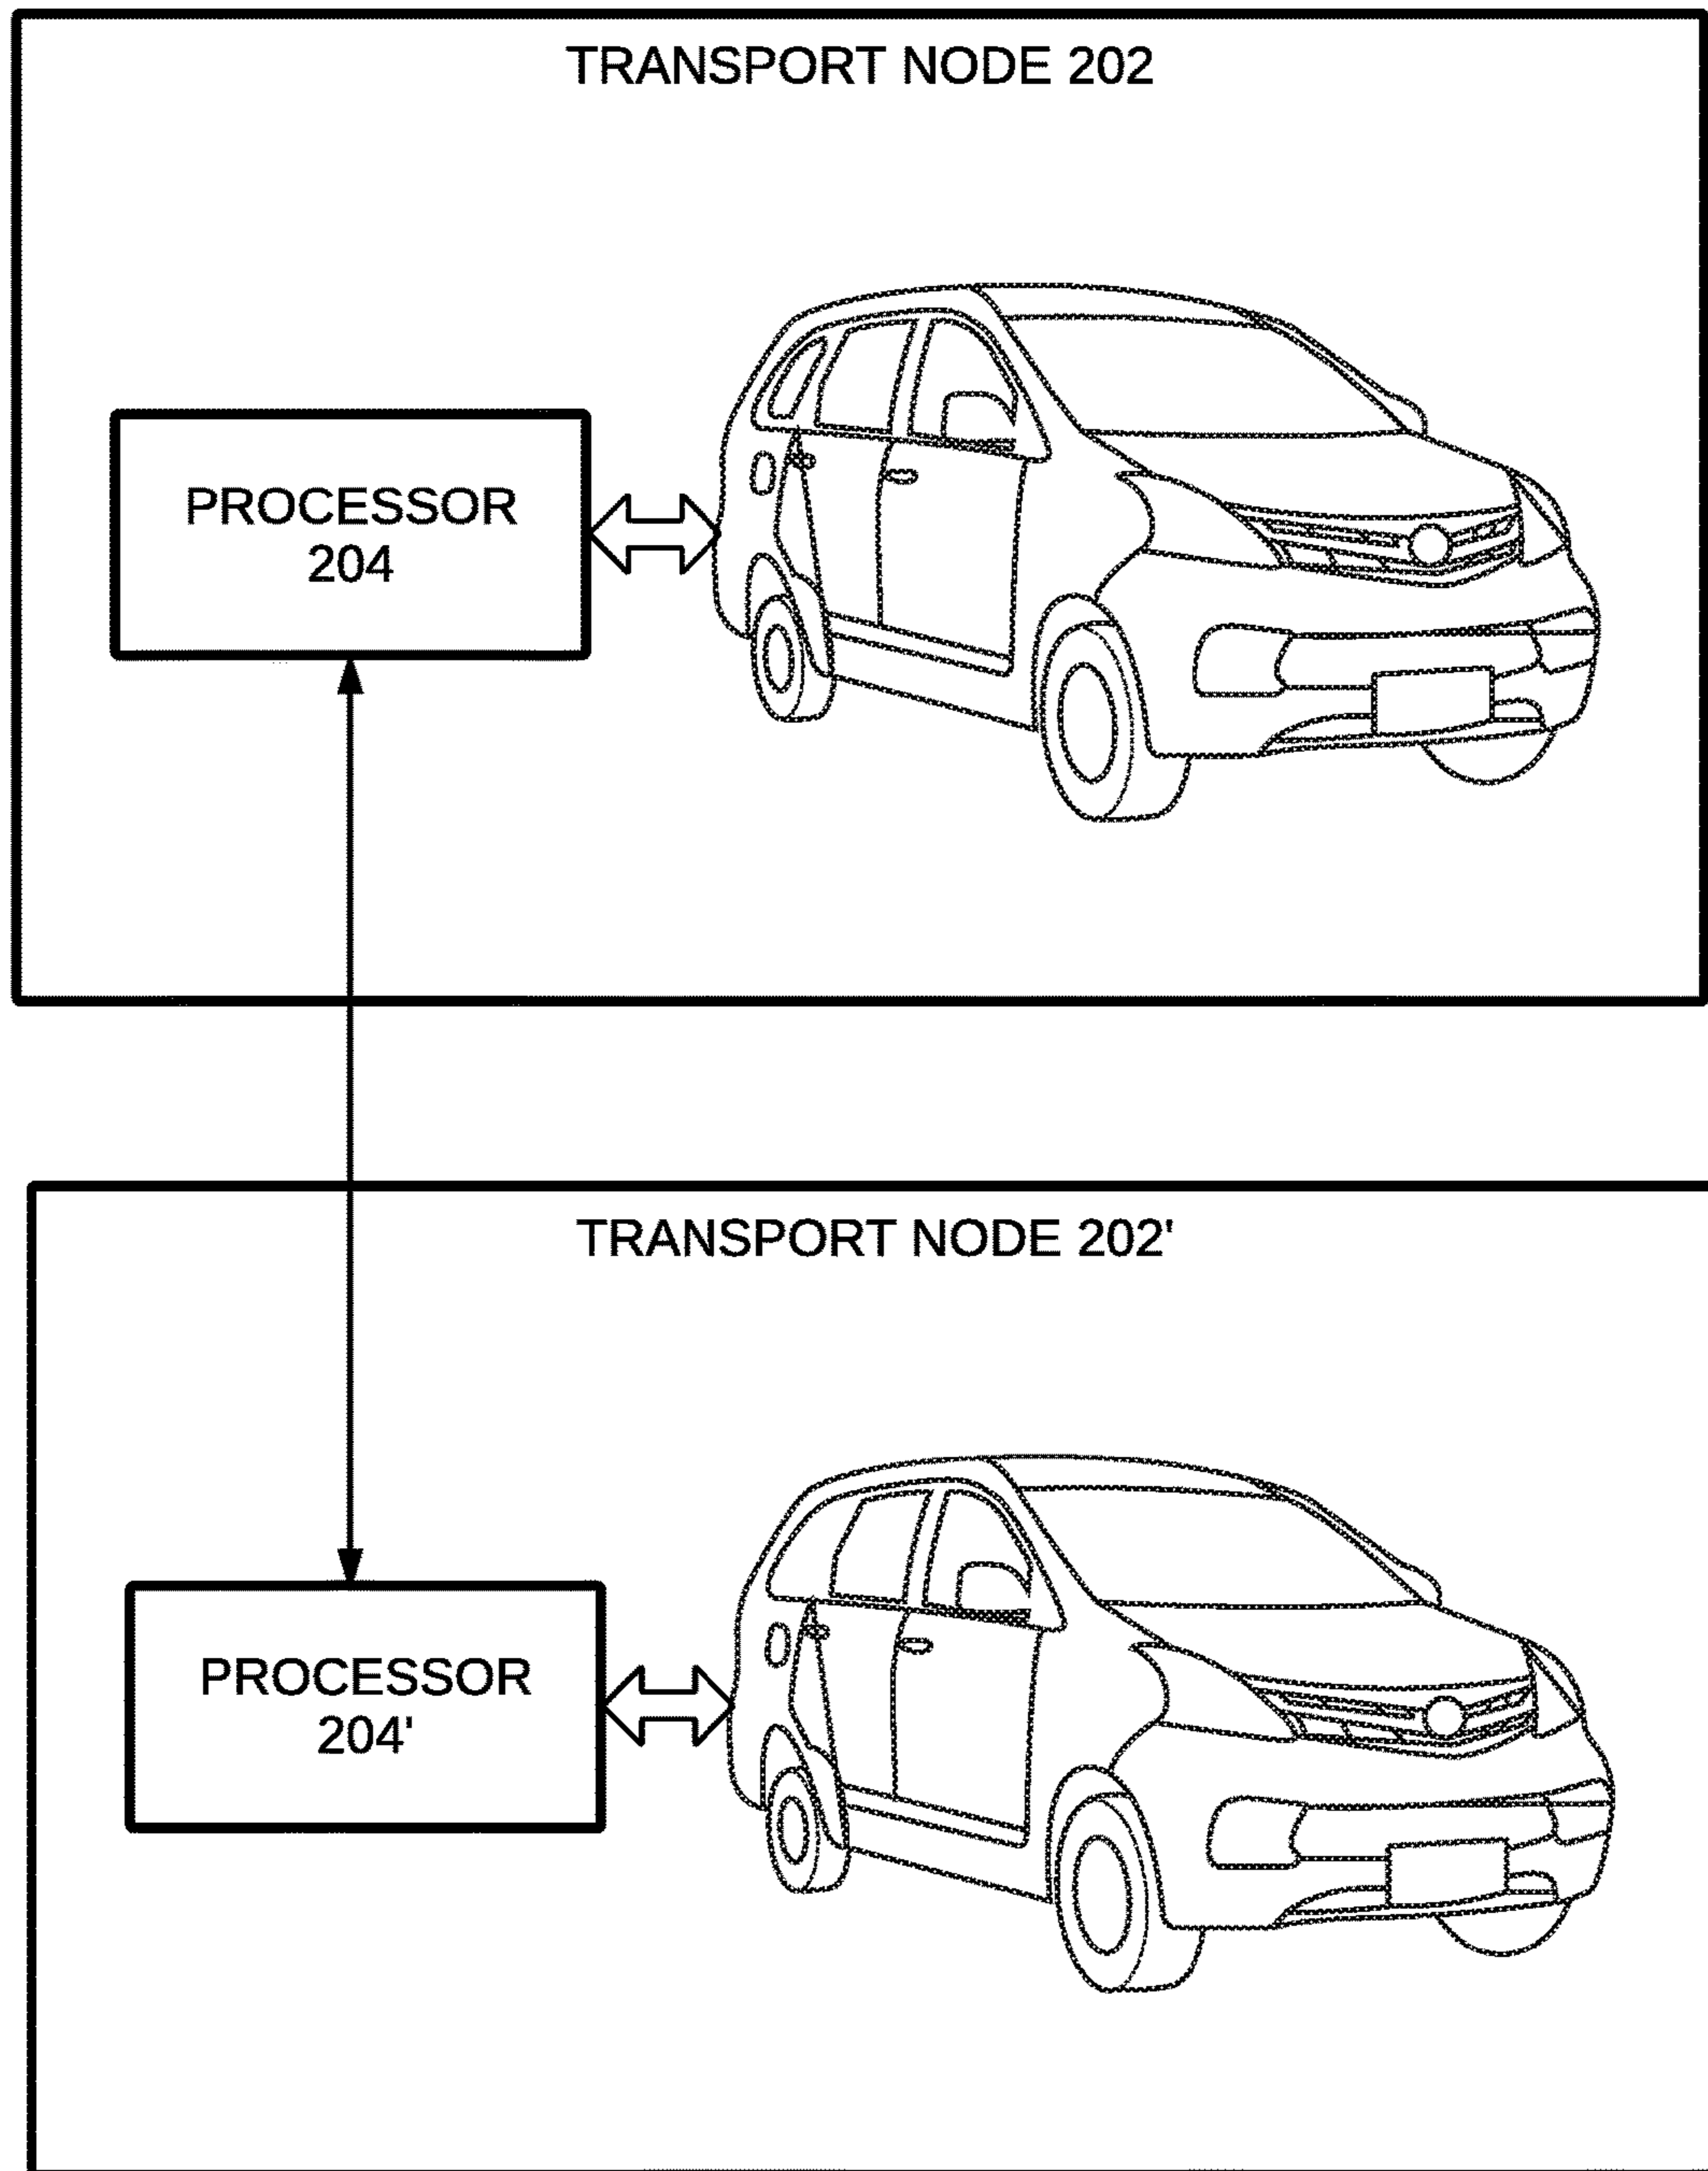 TRANSPORT NODE 202
PROCESSOR
204
TRANSPORT NODE 202'
PROCESSOR
204'